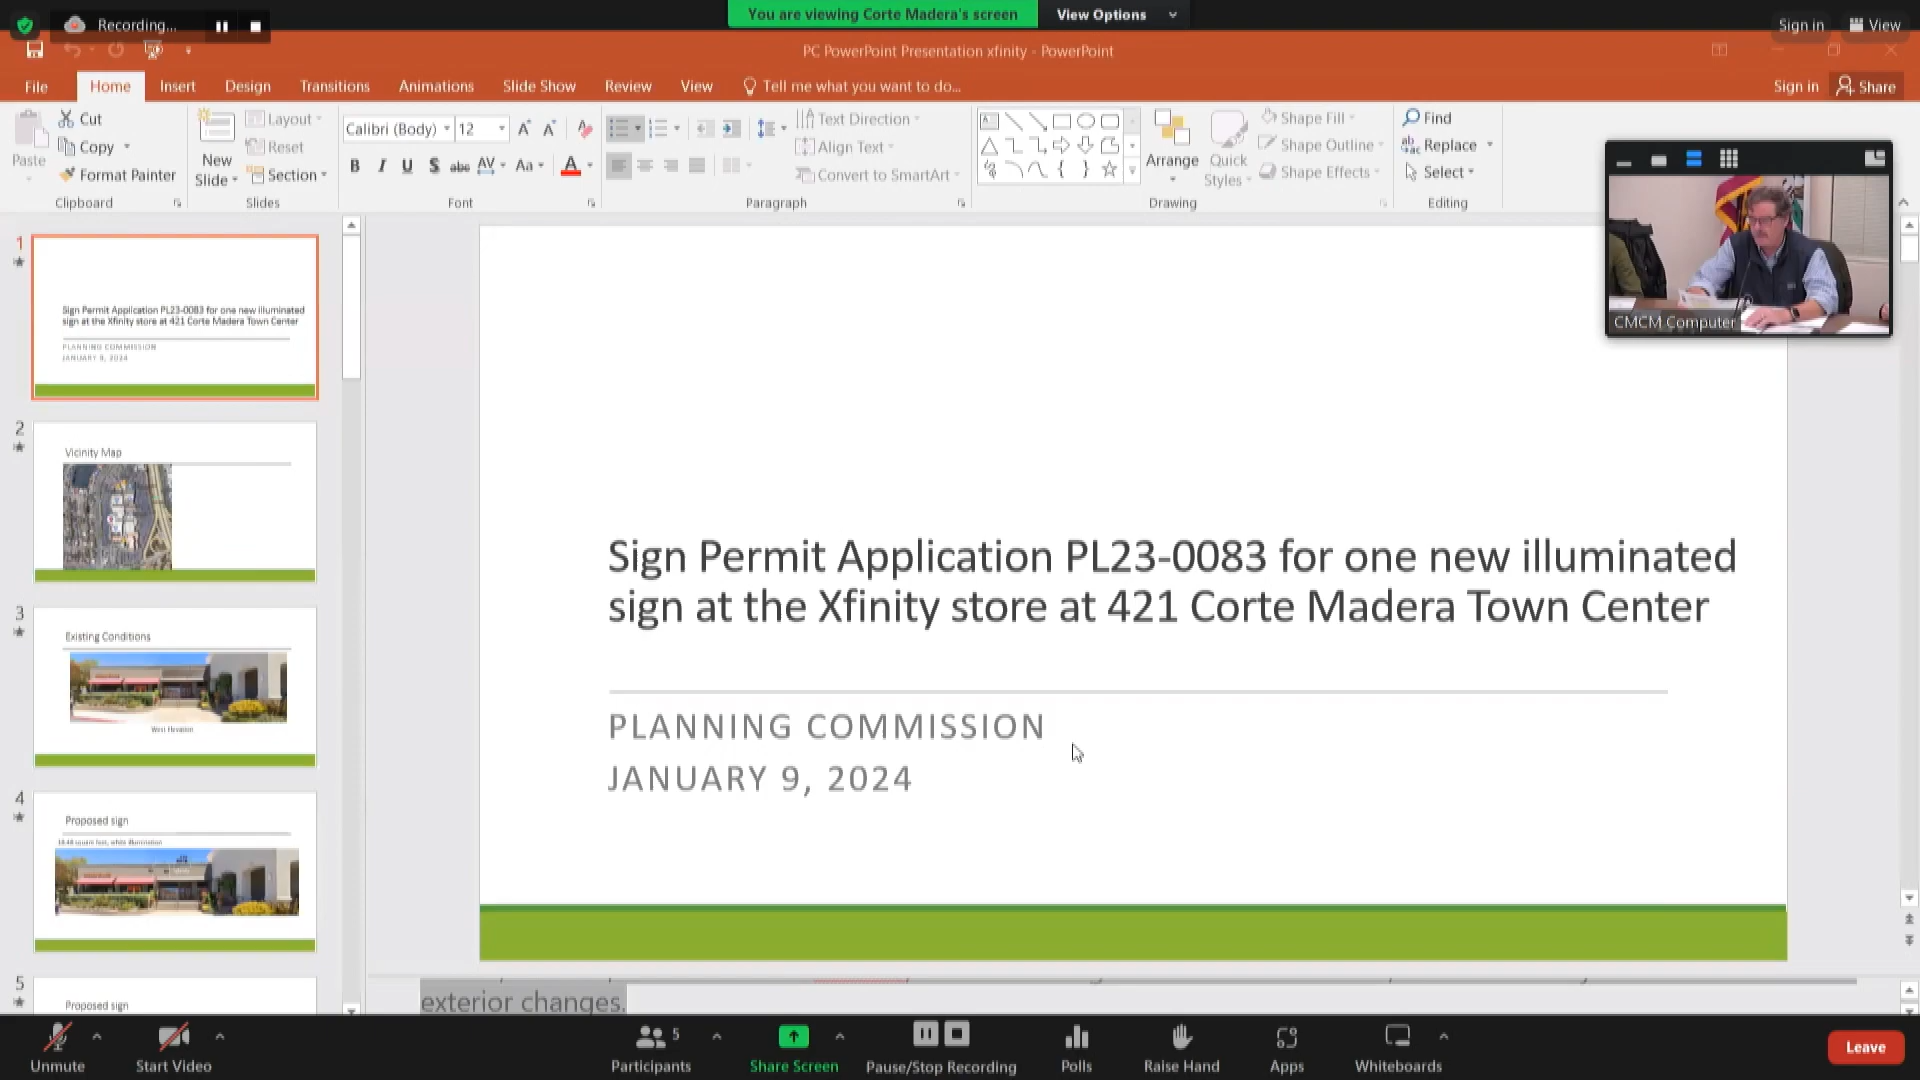 Recording...
You are viewing Corte Madera's screen
View Options
Sign in
View
PC PowerPoint Presentation xfinity - PowerPoint
File
Home
Insert
Design
Transitions
Animations
Slide Show
Review
View
Tell me what you want to do...
Sign in
Share
Paste
Cut
Copy
Format Painter
Clipboard
New Slide
Layout
Reset
Section
Slides
Calibri (Body)
12
B I U S abc AV Aa A
Font
Text Direction
Align Text
Convert to SmartArt
Paragraph
Arrange
Quick Styles
Shape Fill
Shape Outline
Shape Effects
Drawing
Find
Replace
Select
Editing
CMCM Computer
1
Sign Permit Application PL23-0083 for one new illuminated
sign at the Xfinity store at 421 Corte Madera Town Center
PLANNING COMMISSION
JANUARY 9, 2024
2
Vicinity Map
3
Existing Conditions
West Elevation
4
Proposed sign
5
Proposed sign
Sign Permit Application PL23-0083 for one new illuminated
sign at the Xfinity store at 421 Corte Madera Town Center
PLANNING COMMISSION
JANUARY 9, 2024
exterior changes.
Unmute
Start Video
Participants
5
Share Screen
Pause/Stop Recording
Polls
Raise Hand
Apps
Whiteboards
Leave